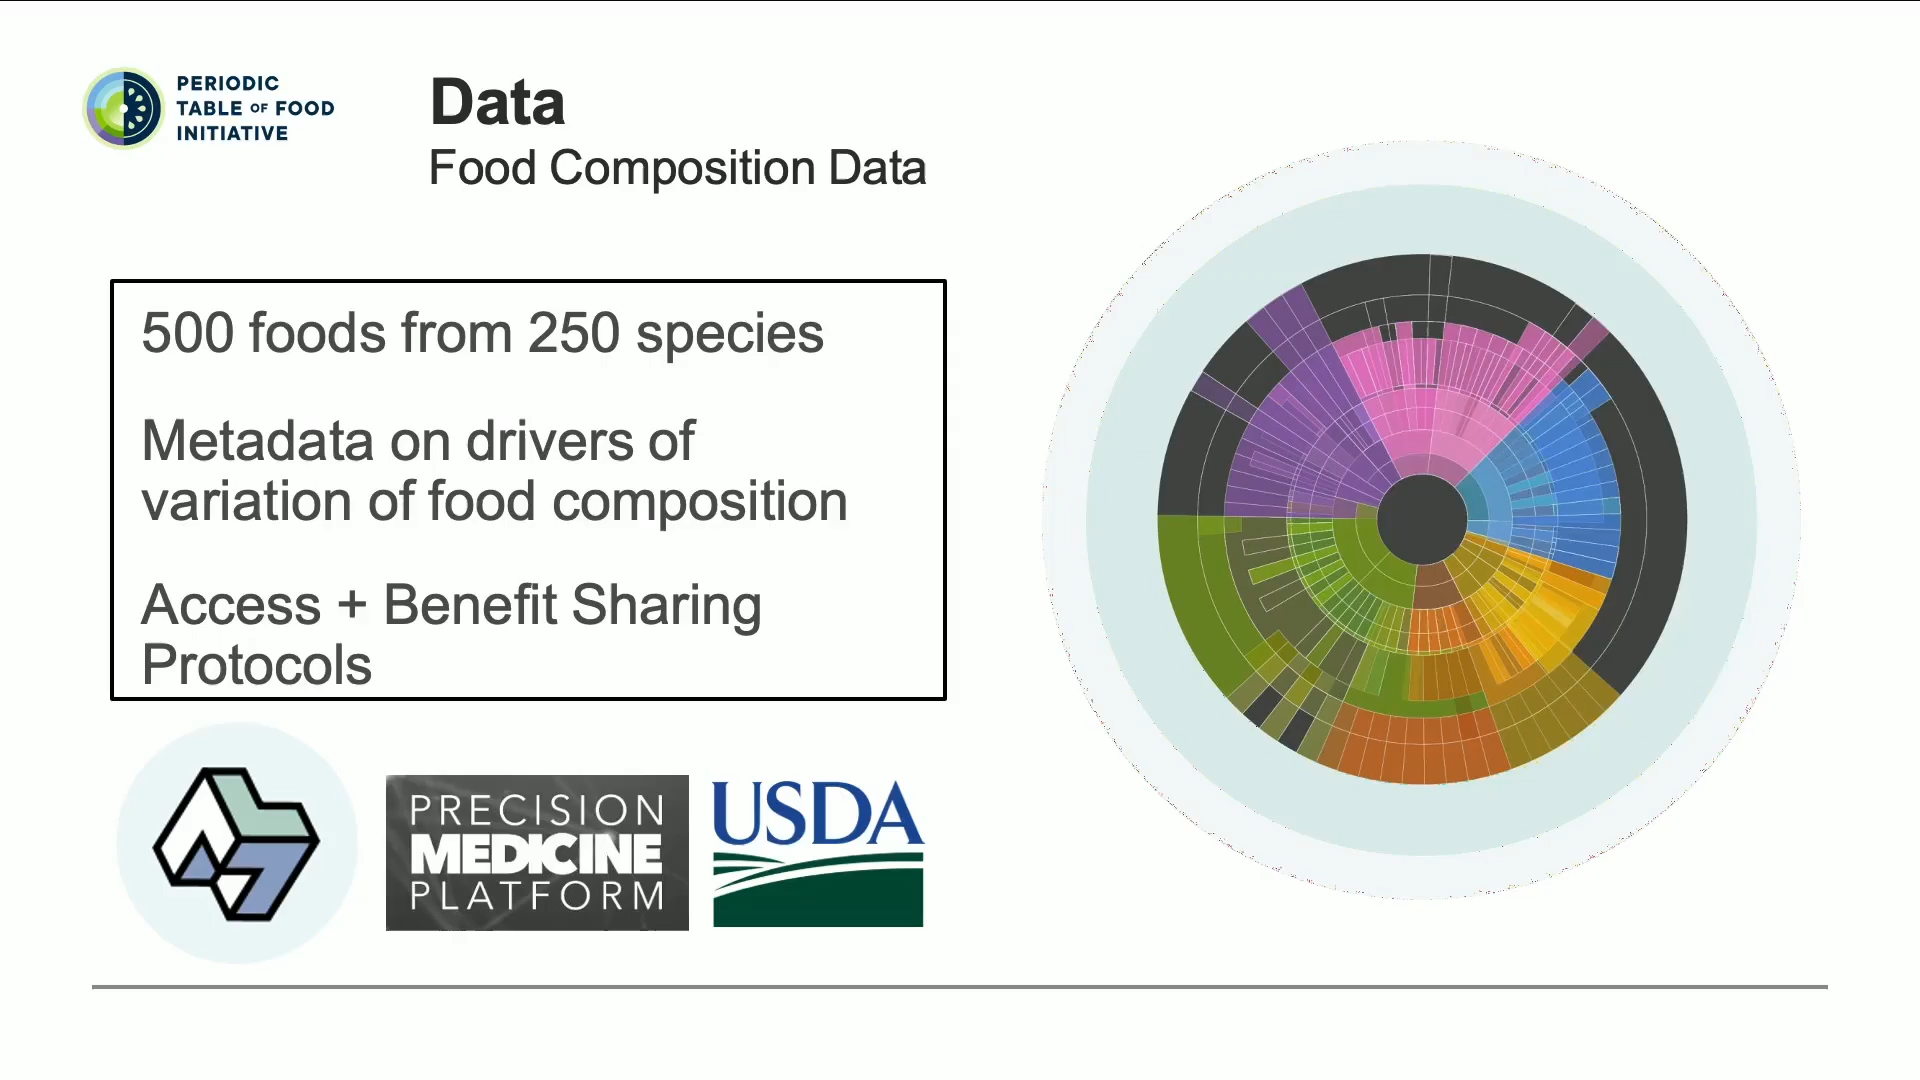 PERIODIC
TABLE OF FOOD
INITIATIVE
Data
Food Composition Data
500 foods from 250 species
Metadata on drivers of
variation of food composition
Access + Benefit Sharing
Protocols
PRECISION
MEDICINE
PLATFORM
USDA